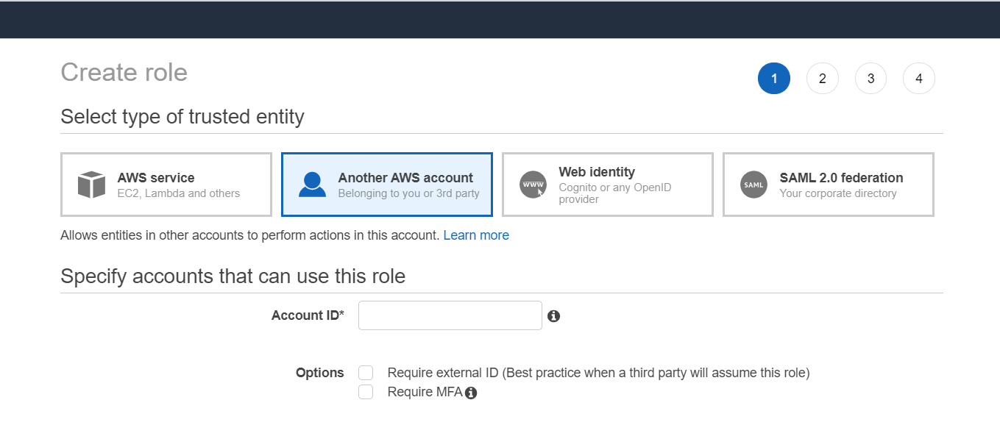 Create role
1 2 3 4
Select type of trusted entity
AWS service
EC2, Lambda and others
Another AWS account
Belonging to you or 3rd party
www
Web identity
Cognito or any OpenID
provider
SAML
SAML 2.0 federation
Your corporate directory
Allows entities in other accounts to perform actions in this account. Learn more
Specify accounts that can use this role
Account ID*
Options
Require external ID (Best practice when a third party will assume this role)
Require MFA